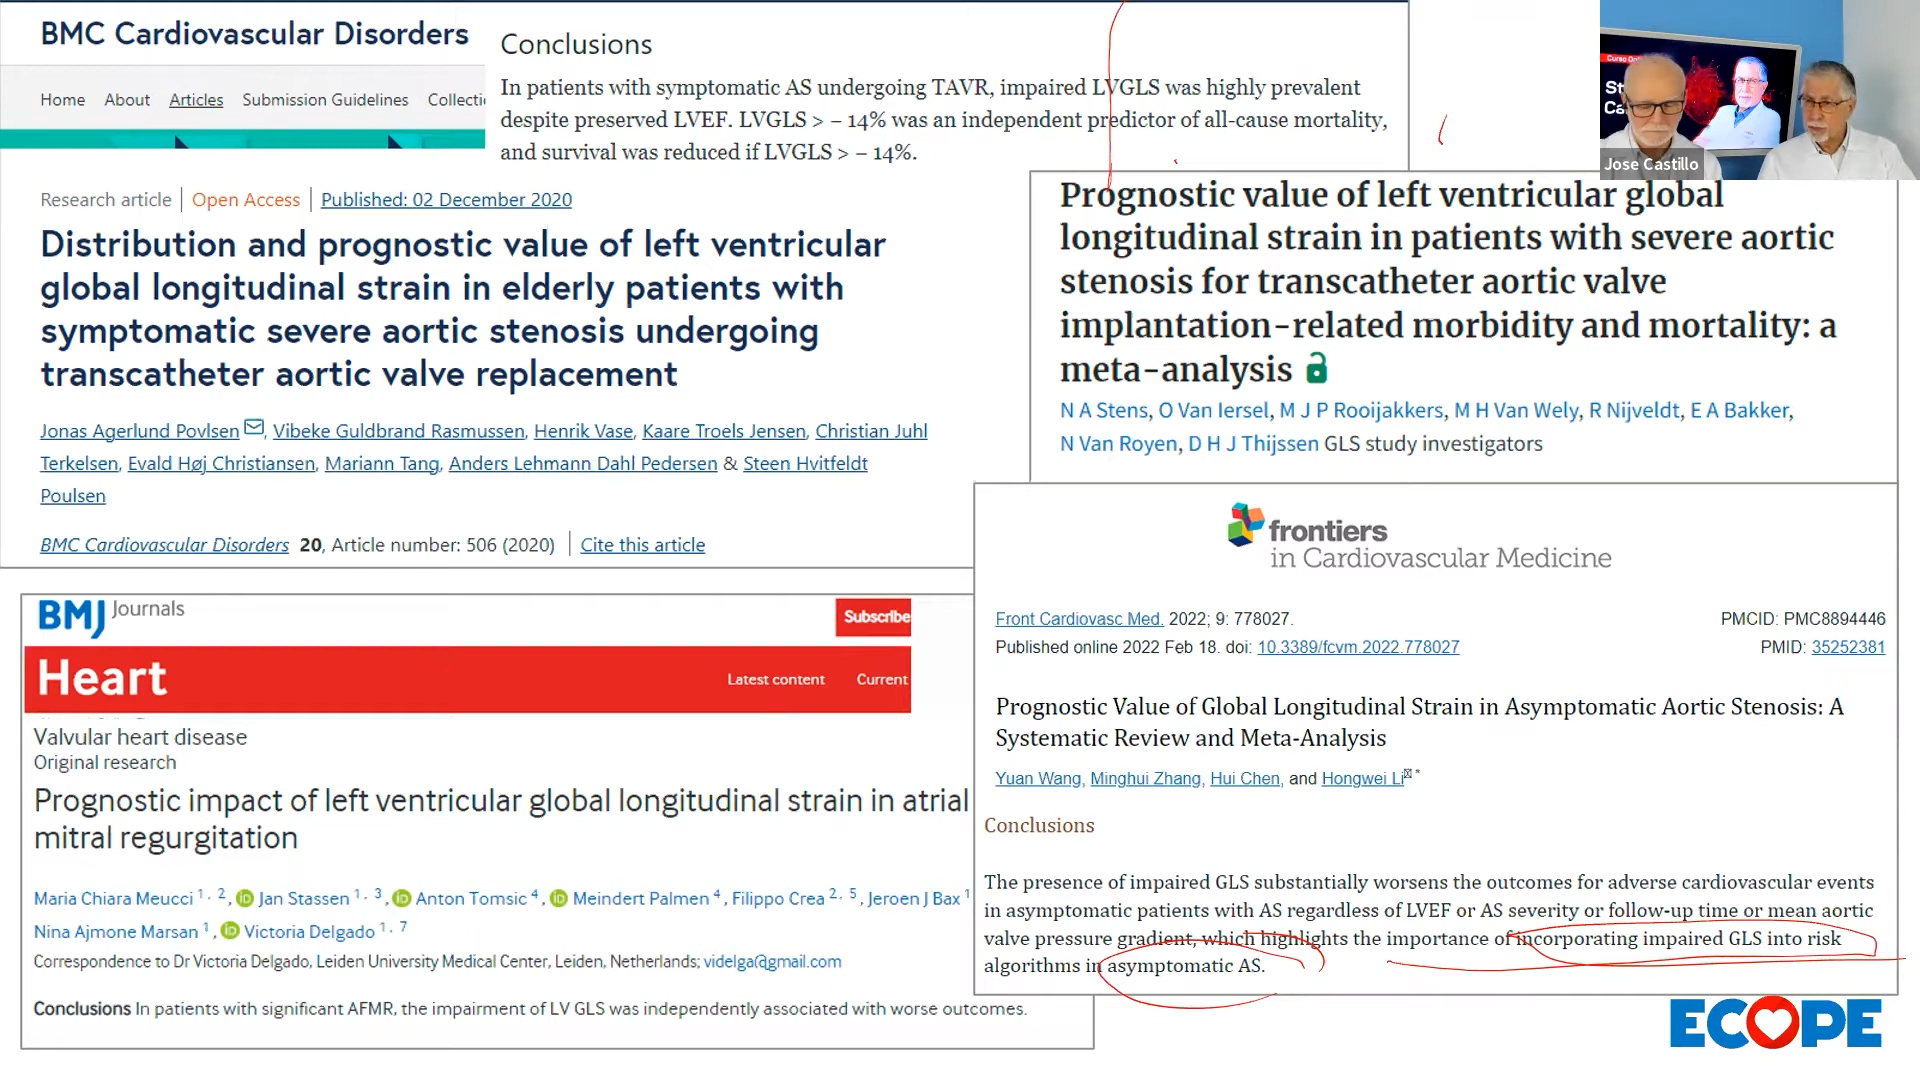 BMC Cardiovascular Disorders
Home About Articles Submission Guidelines
Conclusions
In patients with symptomatic AS undergoing TAVR, impaired LVGLS was highly prevalent
despite preserved LVEF. LVGLS > − 14% was an independent predictor of all-cause mortality,
and survival was reduced if LVGLS > − 14%.
Research article | Open Access | Published: 02 December 2020
Distribution and prognostic value of left ventricular
global longitudinal strain in elderly patients with
symptomatic severe aortic stenosis undergoing
transcatheter aortic valve replacement
Jonas Agerlund Povlsen, Vibeke Guldbrand Rasmussen, Henrik Vase, Kaare Troels Jensen, Christian Juhl
Terkelsen, Evald Høj Christiansen, Mariann Tang, Anders Lehmann Dahl Pedersen & Steen Hvitfeldt
Poulsen
BMC Cardiovascular Disorders 20, Article number: 506 (2020) | Cite this article
Curso
St
Ca
Jose Castillo
Prognostic value of left ventricular global
longitudinal strain in patients with severe aortic
stenosis for transcatheter aortic valve
implantation-related morbidity and mortality: a
meta-analysis
N A Stens, O Van Iersel, M J P Rooijakkers, M H Van Wely, R Nijveldt, E A Bakker,
N Van Royen, D H J Thijssen GLS study investigators
BMJ Journals
Subscribe
Heart
Latest content Current
Valvular heart disease
Original research
Prognostic impact of left ventricular global longitudinal strain in atrial
mitral regurgitation
Maria Chiara Meucci 1, 2, Jan Stassen 1, 3, Anton Tomsic 4, Meindert Palmen 4, Filippo Crea 2, 5, Jeroen J Bax 1
Nina Ajmone Marsan 1, Victoria Delgado 1, 7
Correspondence to Dr Victoria Delgado, Leiden University Medical Center, Leiden, Netherlands; videlga@gmail.com
Conclusions In patients with significant AFMR, the impairment of LV GLS was independently associated with worse outcomes.
frontiers
in Cardiovascular Medicine
Front Cardiovasc Med. 2022; 9: 778027.
PMCID: PMC8894446
Published online 2022 Feb 18. doi: 10.3389/fcvm.2022.778027
PMID: 35252381
Prognostic Value of Global Longitudinal Strain in Asymptomatic Aortic Stenosis: A
Systematic Review and Meta-Analysis
Yuan Wang, Minghui Zhang, Hui Chen, and Hongwei Li *
Conclusions
The presence of impaired GLS substantially worsens the outcomes for adverse cardiovascular events
in asymptomatic patients with AS regardless of LVEF or AS severity or follow-up time or mean aortic
valve pressure gradient, which highlights the importance of incorporating impaired GLS into risk
algorithms in asymptomatic AS.
ECOPE